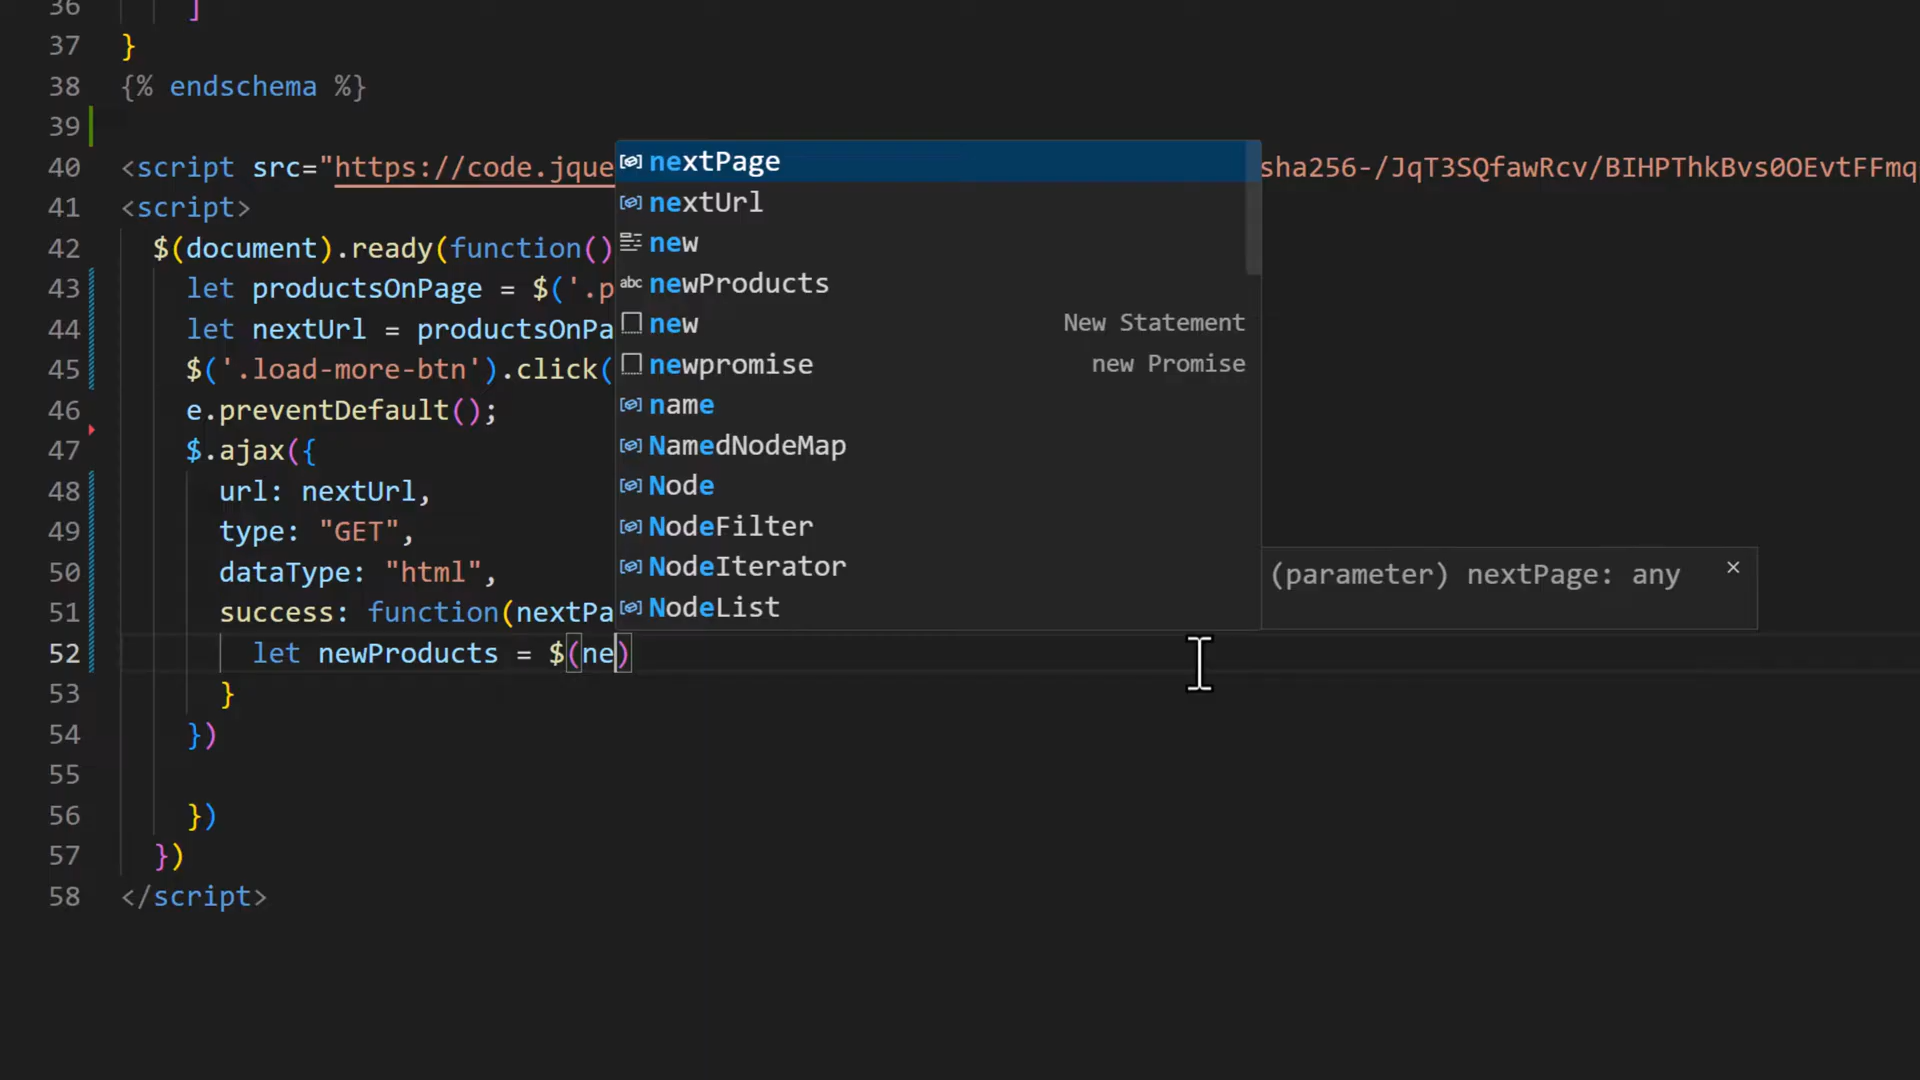 36 ]
37 }
38 {% endschema %}
39
40 <script src="https://code.jque sha256-/JqT3SQfawRcv/BIHPThkBvs0OEvtFFmq
41 <script>
42 $(document).ready(function()
43 let productsOnPage = $('.p
44 let nextUrl = productsOnPa
45 $('.load-more-btn').click(
46 e.preventDefault();
47 $.ajax({
48 url: nextUrl,
49 type: "GET",
50 dataType: "html",
51 success: function(nextPa
52 let newProducts = $(ne)
53 }
54 })
55
56 })
57 })
58 </script>
nextPage
nextUrl
new
abc newProducts
new New Statement
newpromise new Promise
name
NamedNodeMap
Node
NodeFilter
NodeIterator
NodeList
(parameter) nextPage: any ×